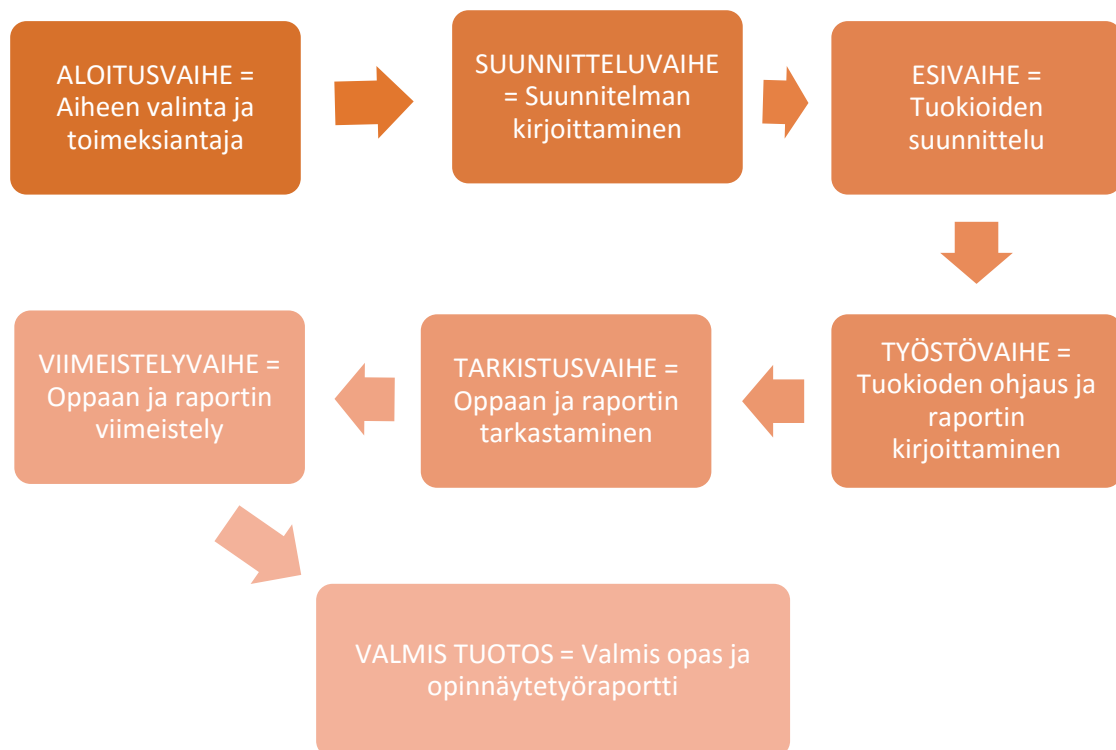 ALOITUSVAIHE =
Aiheen valinta ja
toimeksiantaja
SUUNNITTELUVAIHE
= Suunnitelman
kirjoittaminen
ESIVAIHE =
Tuokioiden
suunnittelu
TYÖSTÖVAIHE =
Tuokioden ohjaus ja
raportin
kirjoittaminen
TARKISTUSVAIHE =
Oppaan ja raportin
tarkastaminen
VIIMEISTELYVAIHE =
Oppaan ja raportin
viimeistely
VALMIS TUOTOS = Valmis opas ja
opinnäytetyöraportti